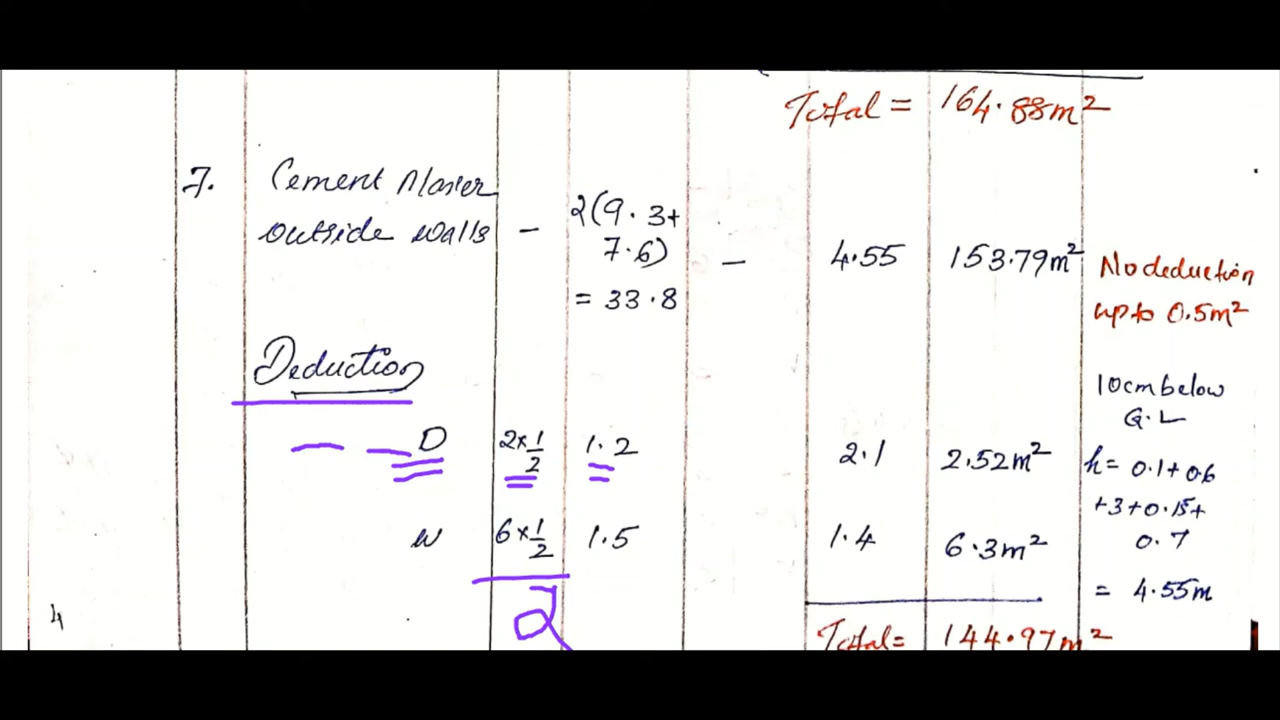 Total = 164.88m²
7. Cement Plaster
outside walls - 2(9.3+
7.6) - 4.55 153.79m²
= 33.8
No deduction
up to 0.5m²
Deduction
10cm below
G.L
D 2×1/2 1.2 2.1 2.52m²
h= 0.1+0.6
+3+0.15+
W 6×1/2 1.5 1.4 6.3m²
0.7
= 4.55m
4
Total= 144.97m²